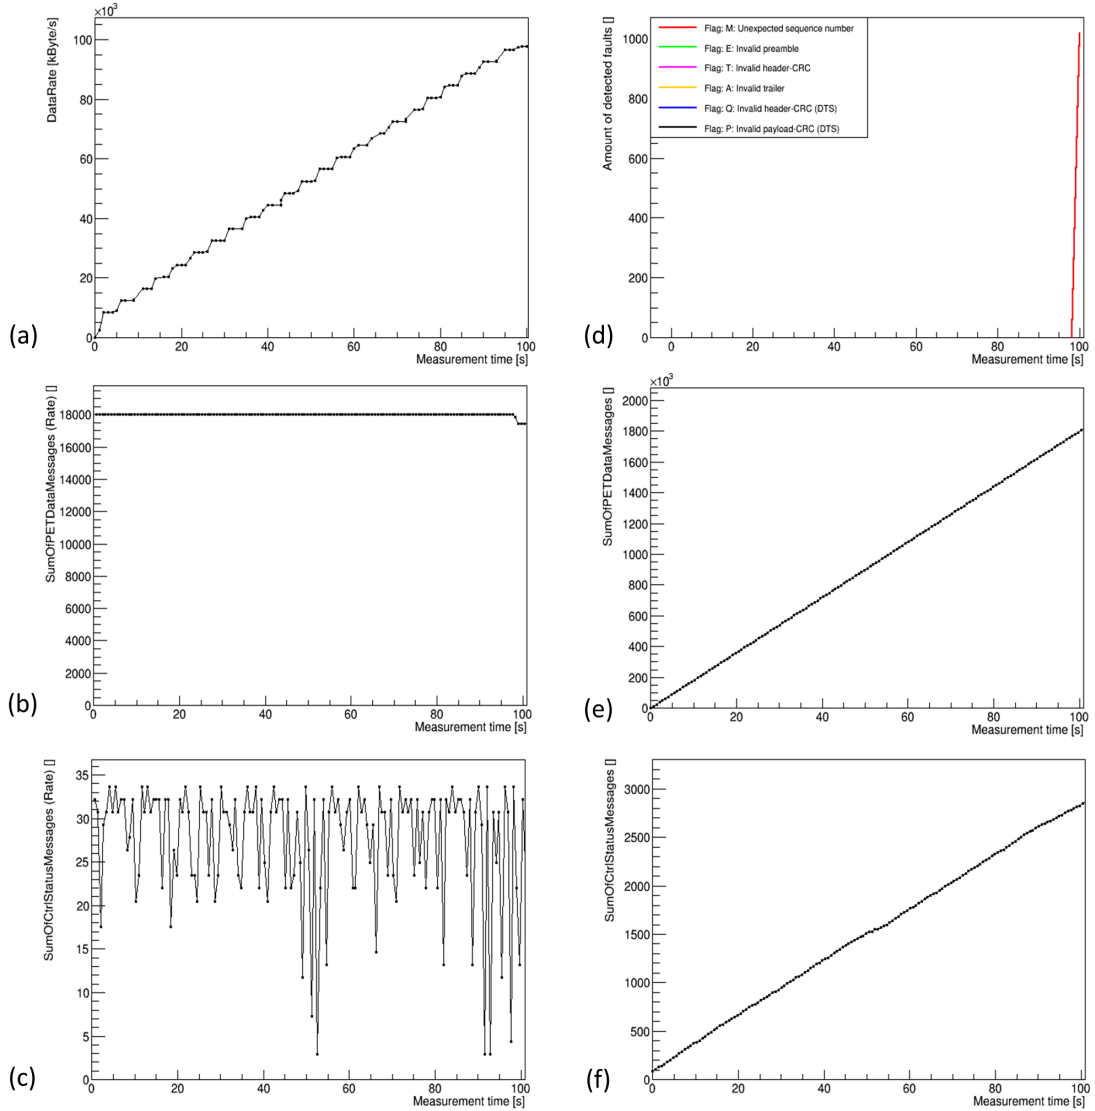 ×10³
DataRate [kByte/s]
100
80
60
40
20
0
0 20 40 60 80 100
Measurement time [s]
(a)
Amount of detected faults []
1000
800
600
400
200
0
Flag: M: Unexpected sequence number
Flag: E: Invalid preamble
Flag: T: Invalid header-CRC
Flag: A: Invalid trailer
Flag: Q: Invalid header-CRC (DTS)
Flag: P: Invalid payload-CRC (DTS)
0 20 40 60 80 100
Measurement time [s]
(d)
SumOfPETDataMessages (Rate) []
18000
16000
14000
12000
10000
8000
6000
4000
2000
0
0 20 40 60 80 100
Measurement time [s]
(b)
×10³
SumOfPETDataMessages []
2000
1800
1600
1400
1200
1000
800
600
400
200
0
0 20 40 60 80 100
Measurement time [s]
(e)
SumOfCtrlStatusMessages (Rate) []
35
30
25
20
15
10
5
0
0 20 40 60 80 100
Measurement time [s]
(c)
SumOfCtrlStatusMessages []
3000
2500
2000
1500
1000
500
0
0 20 40 60 80 100
Measurement time [s]
(f)